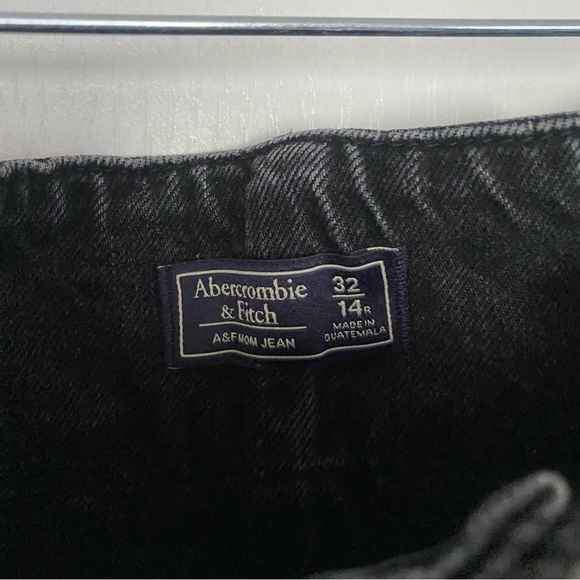 Abercrombie
& Fitch
A&F MOM JEAN
32
14R
MADE IN
GUATEMALA